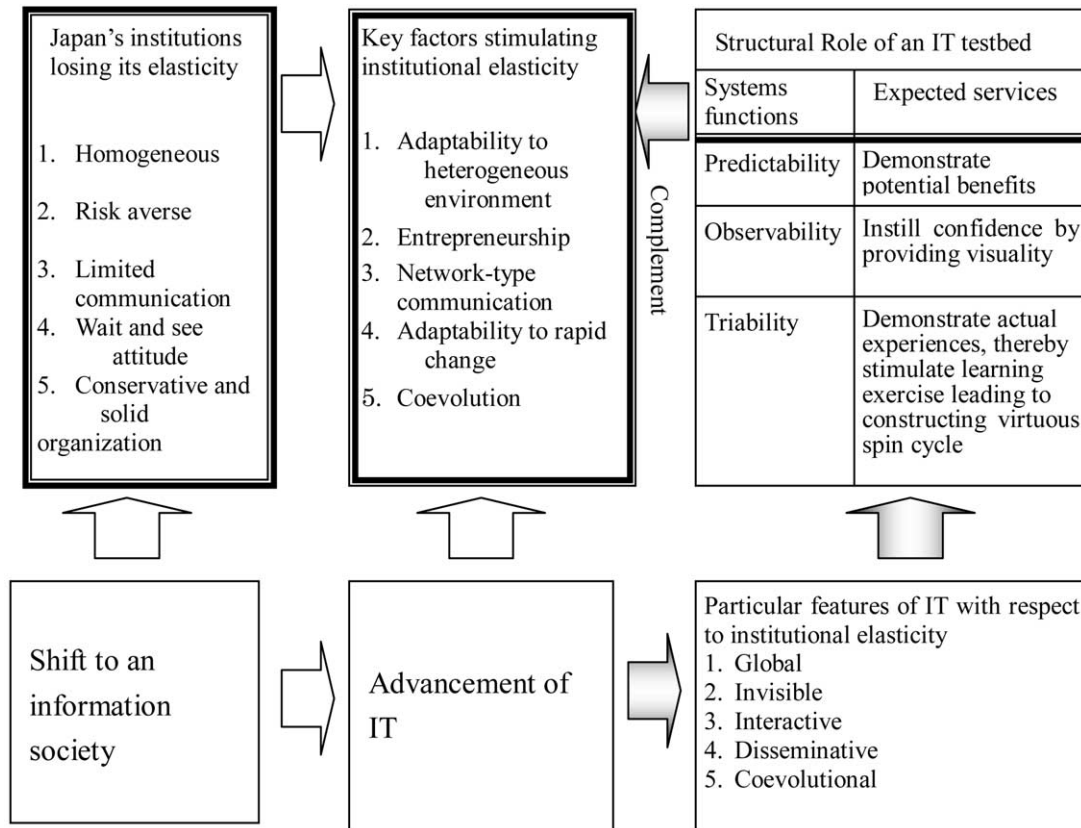 Japan's institutions
losing its elasticity
1. Homogeneous
2. Risk averse
3. Limited
communication
4. Wait and see
attitude
5. Conservative and
solid
organization
Key factors stimulating
institutional elasticity
1. Adaptability to
heterogeneous
environment
2. Entrepreneurship
3. Network-type
communication
4. Adaptability to rapid
change
5. Coevolution
Complement
Structural Role of an IT testbed
Systems
functions
Expected services
Predictability
Demonstrate
potential benefits
Observability
Instill confidence by
providing visuality
Triability
Demonstrate actual
experiences, thereby
stimulate learning
exercise leading to
constructing virtuous
spin cycle
Shift to an
information
society
Advancement of
IT
Particular features of IT with respect
to institutional elasticity
1. Global
2. Invisible
3. Interactive
4. Disseminative
5. Coevolutional